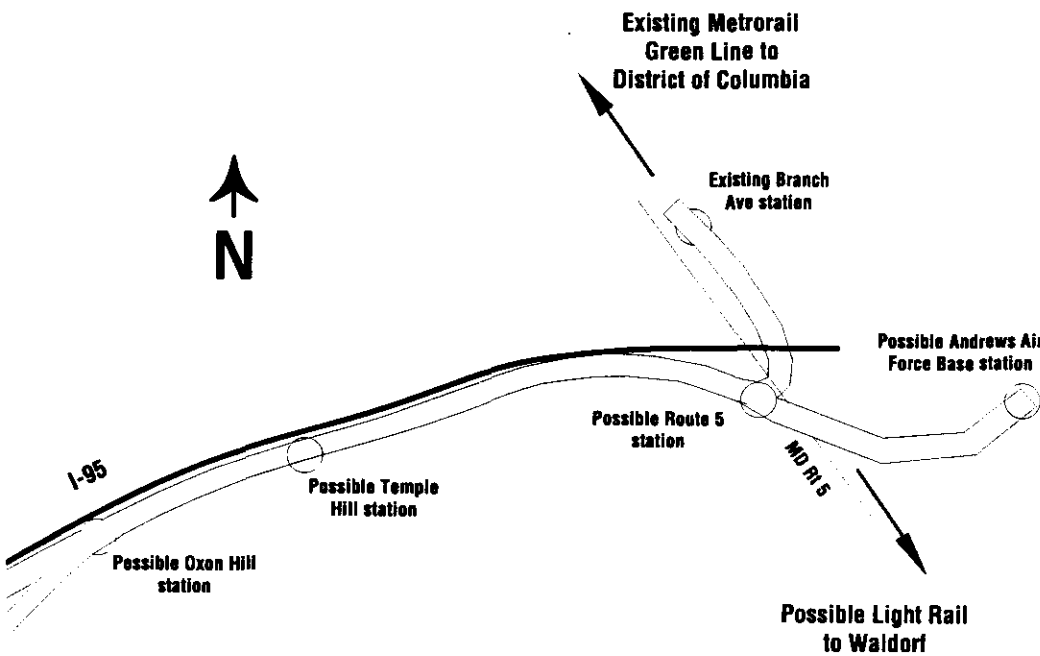 Existing Metrorail
Green Line to
District of Columbia
Existing Branch
Ave station
N
Possible Andrews Air
Force Base station
Possible Route 5
station
MD Rt 5
I-95
Possible Temple
Hill station
Possible Oxon Hill
station
Possible Light Rail
to Waldorf